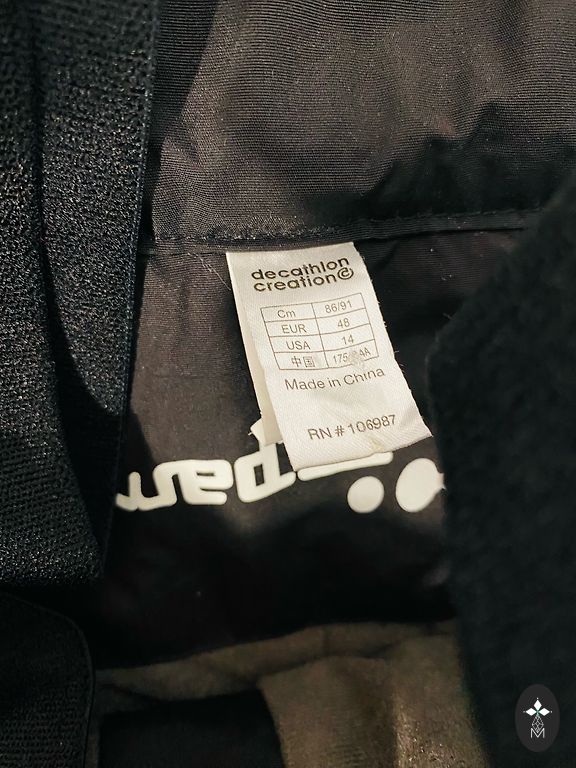 decathlon
creation
Cm 86/91
EUR 48
USA 14
中国
Made in China
RN # 106987